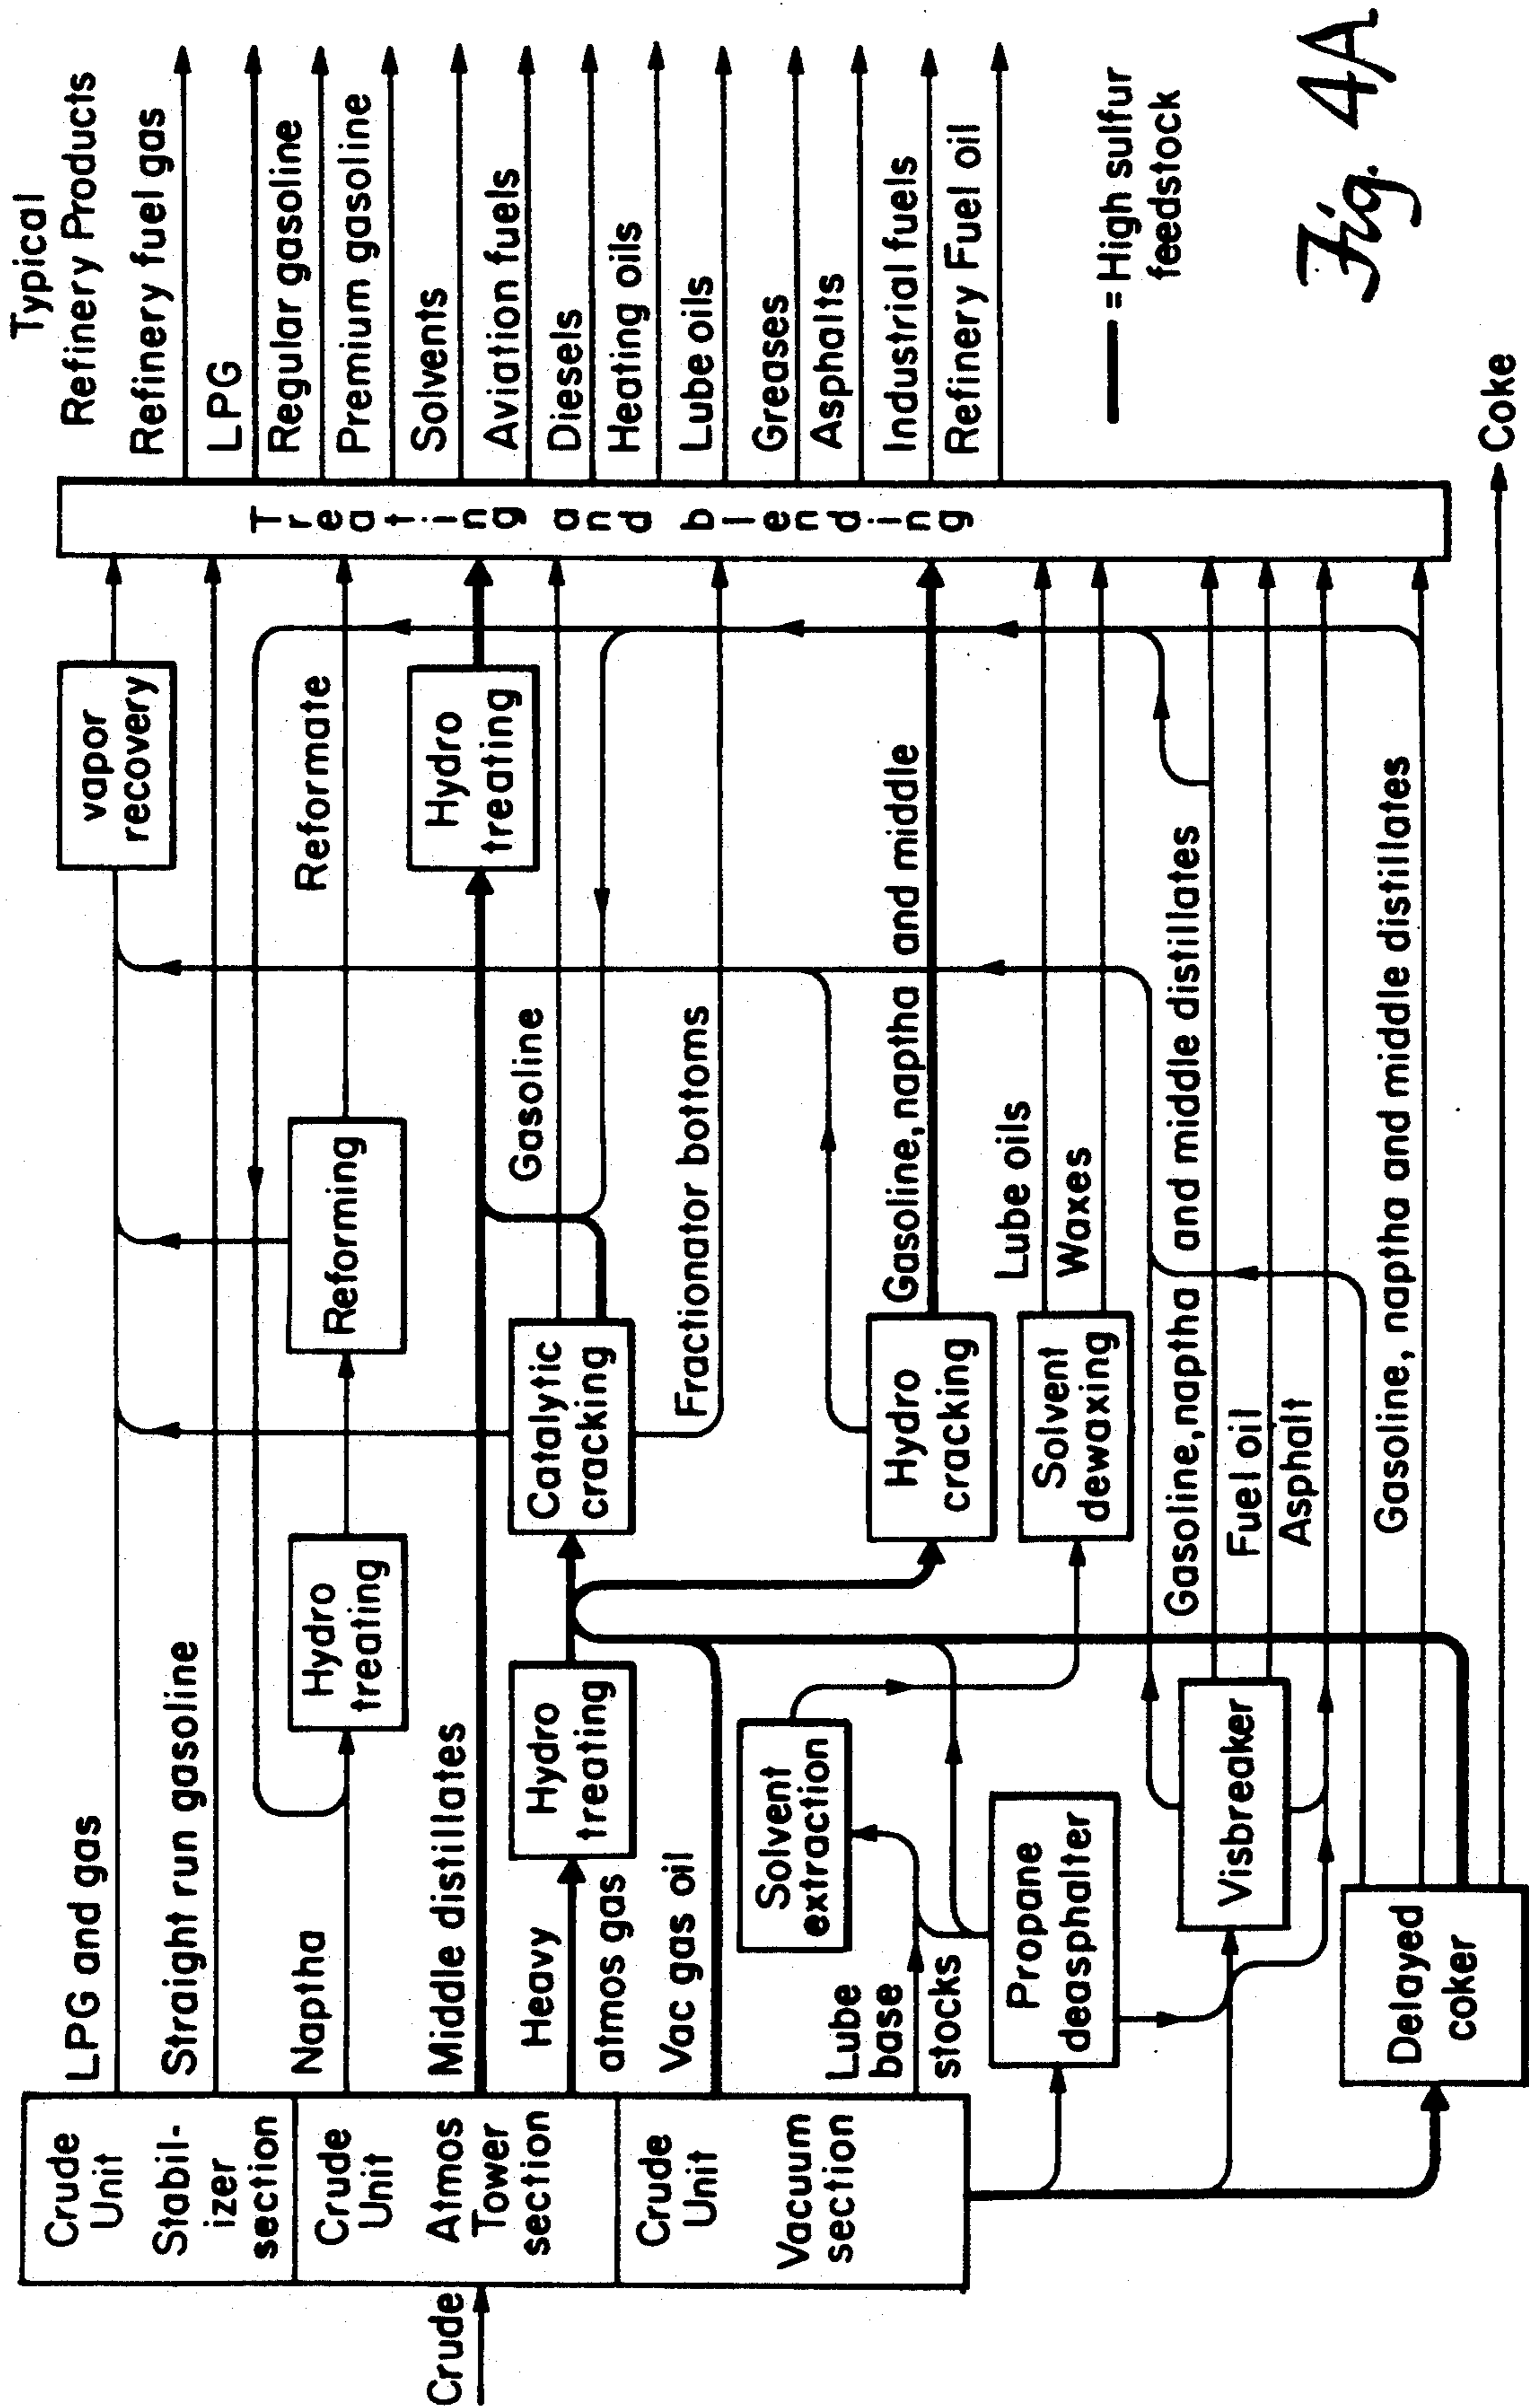 Typical
Refinery Products
Refinery fuel gas
LPG
Regular gasoline
Premium gasoline
Solvents
Aviation fuels
Diesels
Heating oils
Lube oils
Greases
Asphalts
Industrial fuels
Refinery Fuel oil
= High sulfur
feedstock
Fig. 4A
Coke
Treating and blending
vapor
recovery
Reformate
Hydro
treating
Gasoline
Fractionator bottoms
Gasoline, naptha and middle
Lube oils
Waxes
Gasoline, naptha and middle distillates
Fuel oil
Asphalt
Gasoline, naptha and middle distillates
Reforming
Catalytic
cracking
Hydro
cracking
Solvent
dewaxing
Hydro
treating
Hydro
treating
Solvent
extraction
Propane
deasphalter
Visbreaker
Delayed
coker
LPG and gas
Straight run gasoline
Naptha
Middle distillates
Heavy
atmos gas
Vac gas oil
Lube
base
stocks
Crude
Unit
Stabil-
izer
section
Crude
Unit
Atmos
Tower
section
Crude
Unit
Vacuum
section
Crude